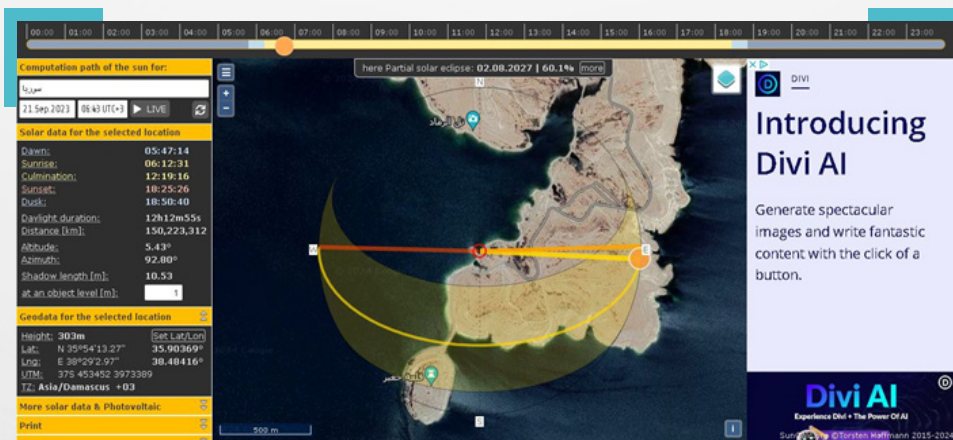 00:00 01:00 02:00 03:00 04:00 05:00 06:00 07:00 08:00 09:00 10:00 11:00 12:00 13:00 14:00 15:00 16:00 17:00 18:00 19:00 20:00 21:00 22:00 23:00
Computation path of the sun for:
سوريا
21.Sep.2023 06:43 UTC+3 LIVE
Solar data for the selected location
Dawn: 05:47:14
Sunrise: 06:12:31
Culmination: 12:19:16
Sunset: 18:25:26
Dusk: 18:50:40
Daylight duration: 12h12m55s
Distance [km]: 150,223,312
Altitude: 5.43°
Azimuth: 92.80°
Shadow length [m]: 10.53
at an object level [m]: 1
Geodata for the selected location
Height: 303m Set Lat/Lon
Lat: N 35°54'13.27" 35.90369°
Lng: E 38°29'2.97" 38.48416°
UTM: 37S 453452 3973389
TZ: Asia/Damascus +03
More solar data & Photovoltaic
Print
here Partial solar eclipse: 02.08.2027 | 60.1% more
N
W
E
S
500 m
DIVI
Introducing
Divi AI
Generate spectacular
images and write fantastic
content with the click of a
button.
Divi AI
Experience Divi + The Power Of AI
©Torsten Hoffmann 2015-2024